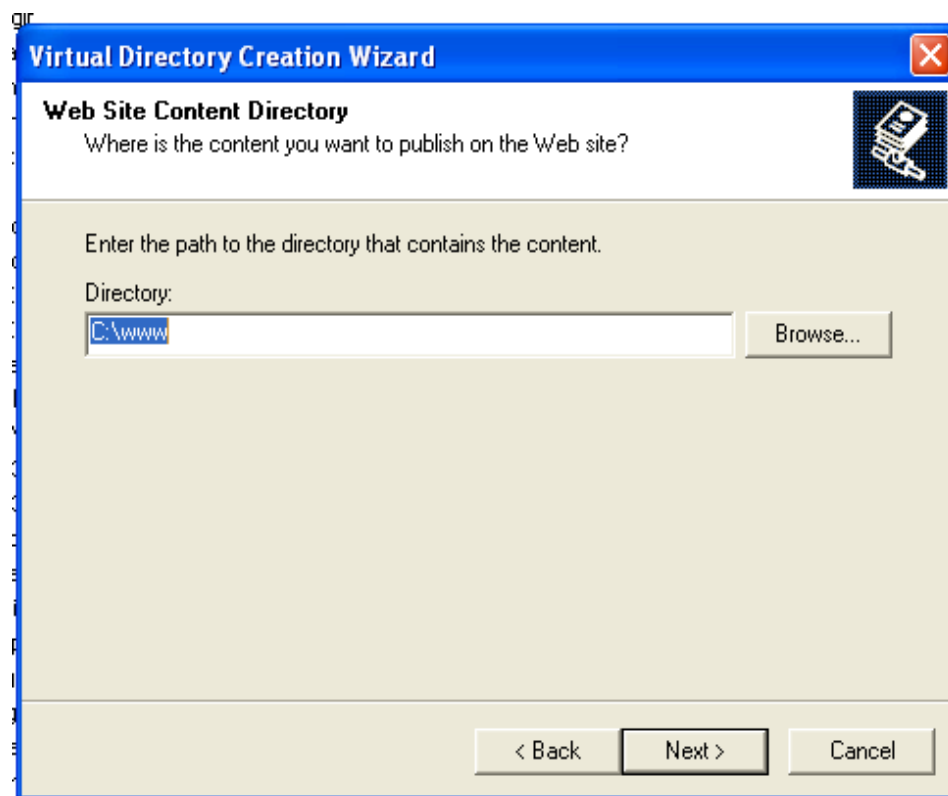 Virtual Directory Creation Wizard
Web Site Content Directory
Where is the content you want to publish on the Web site?
Enter the path to the directory that contains the content.
Directory:
C:\www
Browse...
< Back
Next >
Cancel